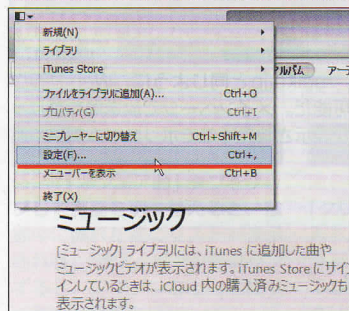 新規(N)
ライブラリ
iTunes Store
ファイルをライブラリに追加(A)... Ctrl+O
プロパティ(G) Ctrl+I
ミニプレーヤーに切り替え Ctrl+Shift+M
設定(F)... Ctrl+,
メニューバーを表示 Ctrl+B
終了(X)
アルバム アー
ミュージック
[ミュージック] ライブラリには、iTunes に追加した曲や
ミュージックビデオが表示されます。iTunes Store にサイ
インしているときは、iCloud 内の購入済みミュージックも
表示されます。